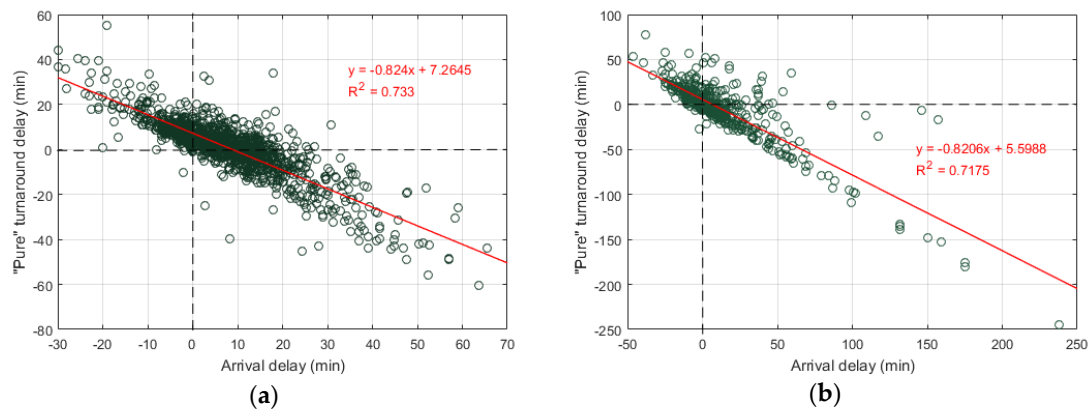 "Pure" turnaround delay (min)
60
40
20
0
-20
-40
-60
-80
y = -0.824x + 7.2645
R² = 0.733
-30 -20 -10 0 10 20 30 40 50 60 70
Arrival delay (min)
(a)
"Pure" turnaround delay (min)
100
50
0
-50
-100
-150
-200
-250
y = -0.8206x + 5.5988
R² = 0.7175
-50 0 50 100 150 200 250
Arrival delay (min)
(b)